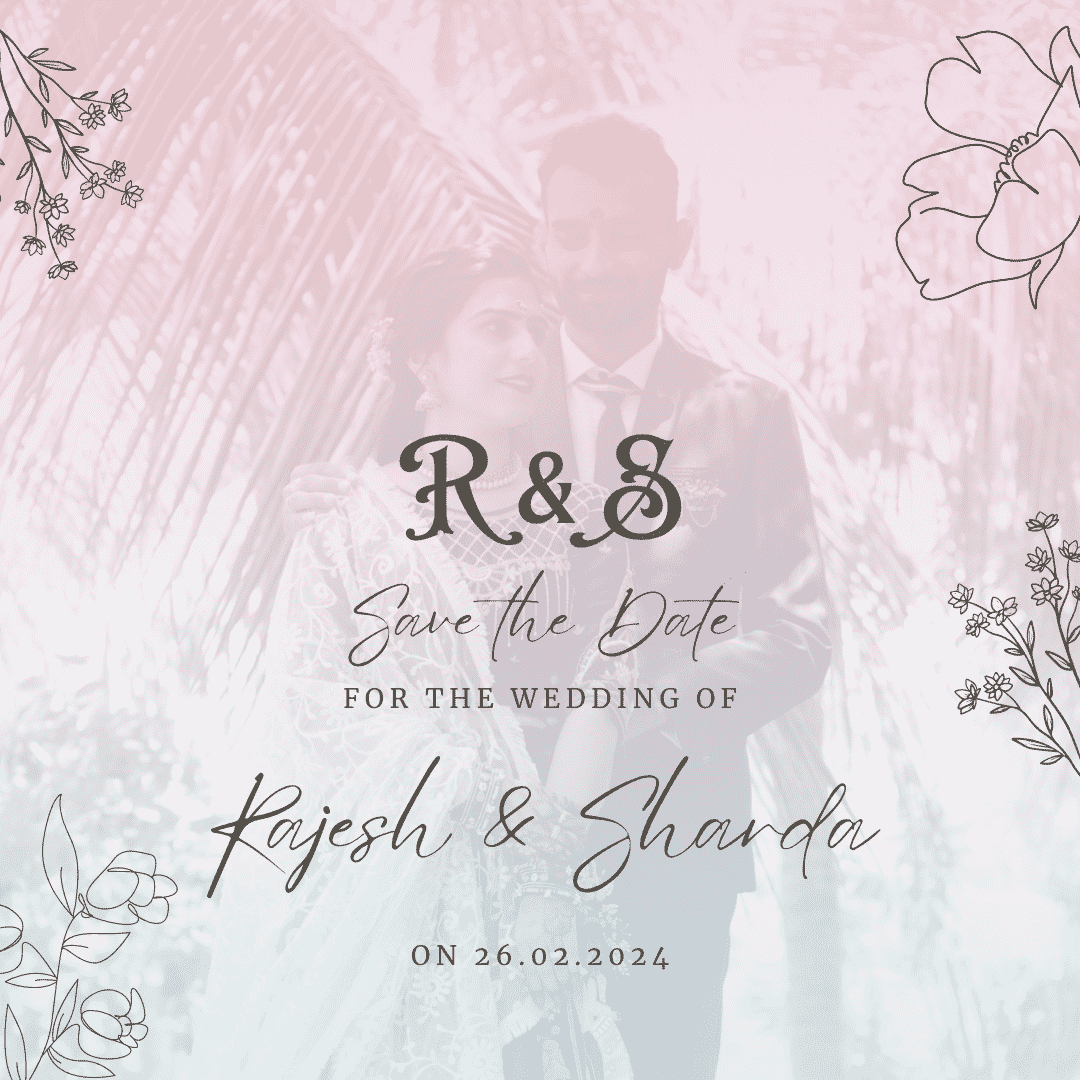 R & S
Save the Date
FOR THE WEDDING OF
Rajesh & Sharda
ON 26.02.2024